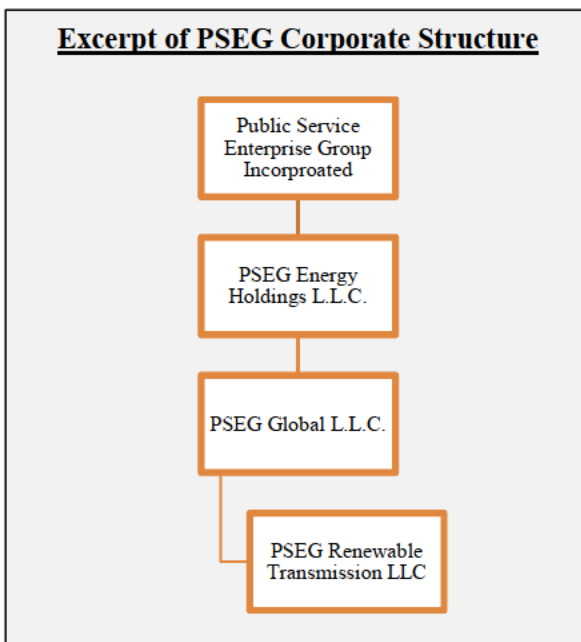 Excerpt of PSEG Corporate Structure
Public Service
Enterprise Group
Incorproated
PSEG Energy
Holdings L.L.C.
PSEG Global L.L.C.
PSEG Renewable
Transmission LLC